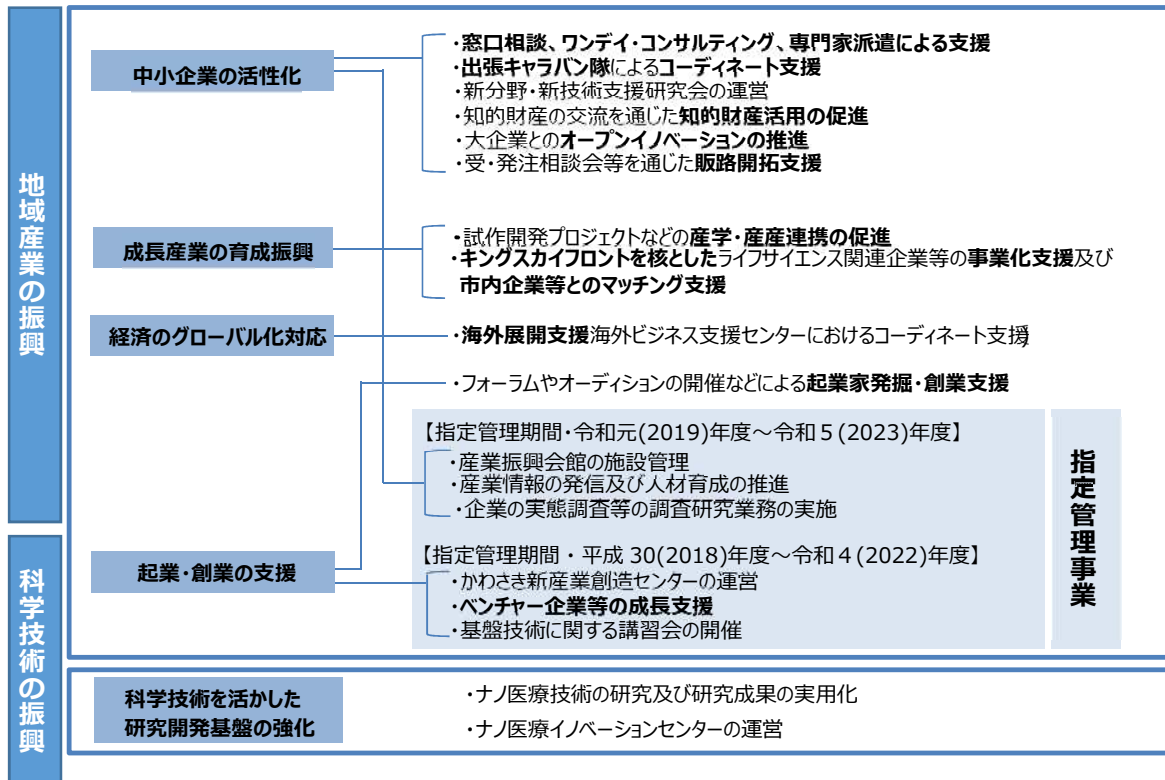 地域産業の振興
中小企業の活性化
・窓口相談、ワンデイ・コンサルティング、専門家派遣による支援
・出張キャラバン隊によるコーディネート支援
・新分野・新技術支援研究会の運営
・知的財産の交流を通じた知的財産活用の促進
・大企業とのオープンイノベーションの推進
・受・発注相談会等を通じた販路開拓支援
成長産業の育成振興
・試作開発プロジェクトなどの産学・産産連携の促進
・キングスカイフロントを核としたライフサイエンス関連企業等の事業化支援及び
市内企業等とのマッチング支援
経済のグローバル化対応
・海外展開支援海外ビジネス支援センターにおけるコーディネート支援)
・フォーラムやオーディションの開催などによる起業家発掘・創業支援
【指定管理期間・令和元(2019)年度～令和５(2023)年度】
・産業振興会館の施設管理
・産業情報の発信及び人材育成の推進
・企業の実態調査等の調査研究業務の実施
指定管理事業
科学技術の振興
起業・創業の支援
【指定管理期間・平成 30(2018)年度～令和４(2022)年度】
・かわさき新産業創造センターの運営
・ベンチャー企業等の成長支援
・基盤技術に関する講習会の開催
科学技術を活かした
研究開発基盤の強化
・ナノ医療技術の研究及び研究成果の実用化
・ナノ医療イノベーションセンターの運営